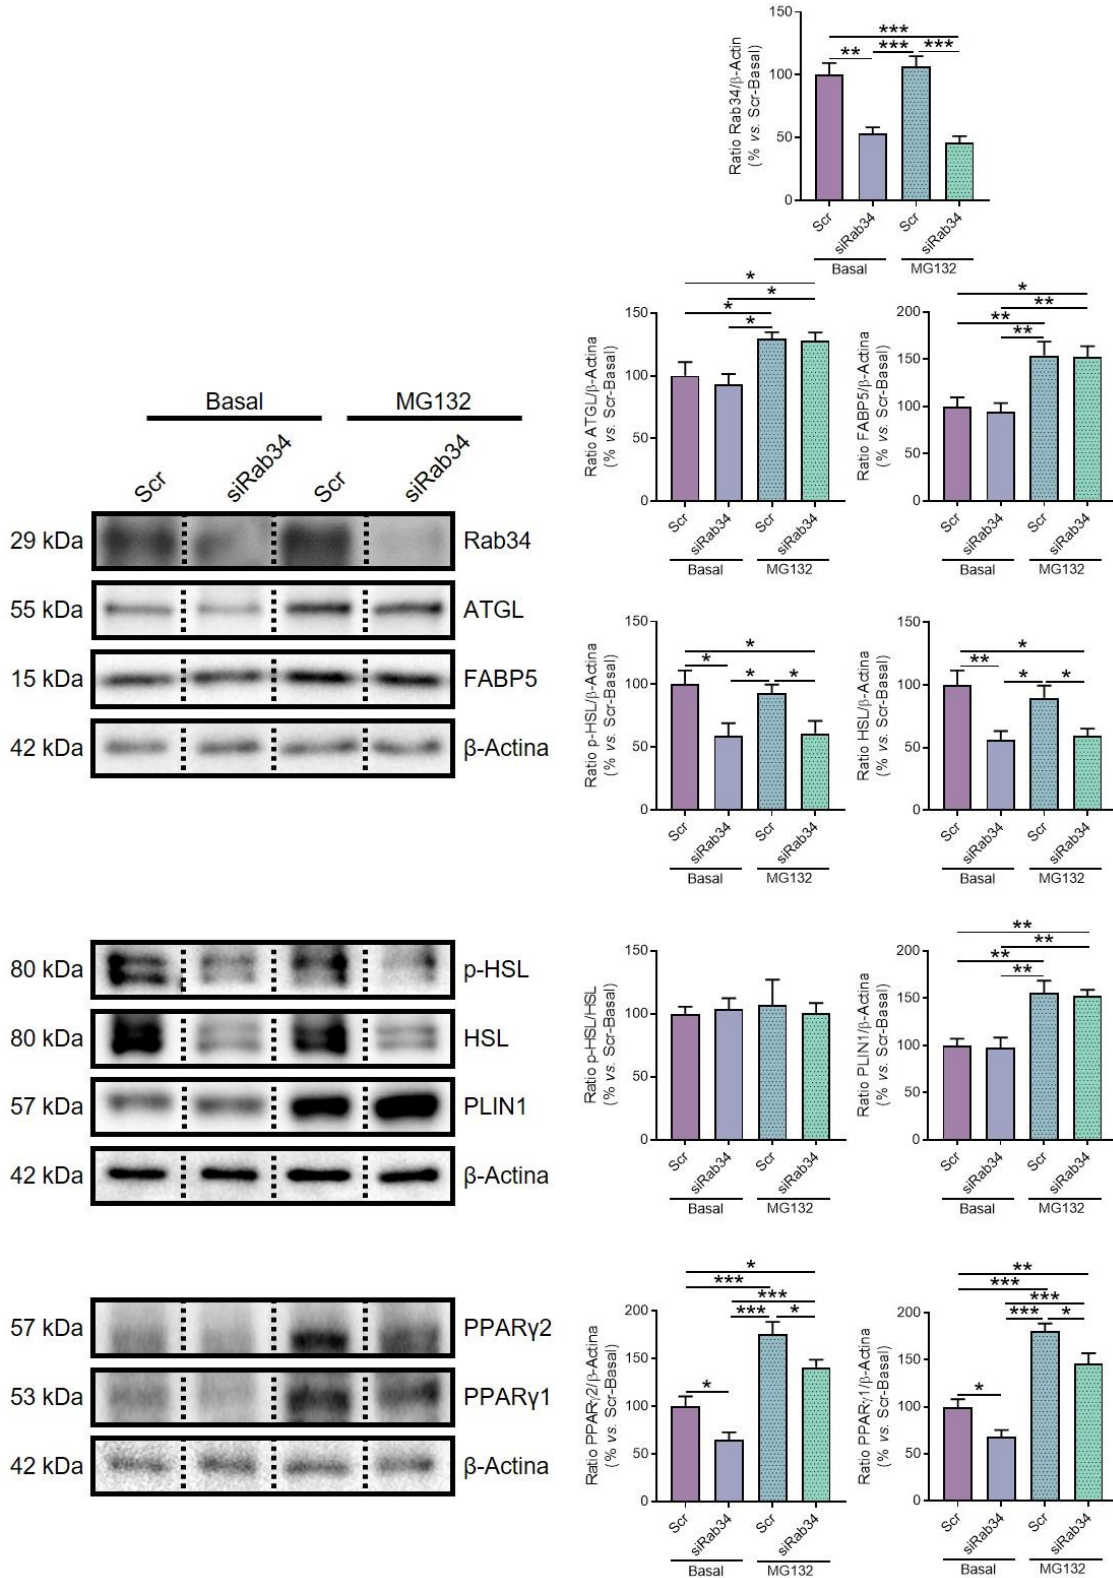 Basal MG132
Scr siRab34 Scr siRab34
29 kDa Rab34
55 kDa ATGL
15 kDa FABP5
42 kDa β-Actina
80 kDa p-HSL
80 kDa HSL
57 kDa PLIN1
42 kDa β-Actina
57 kDa PPARγ2
53 kDa PPARγ1
42 kDa β-Actina
Ratio Rab34/β-Actin
(% vs. Scr-Basal)
150
100
50
0
*** ** *** ***
Scr siRab34 Scr siRab34
Basal MG132
Ratio ATGL/β-Actina
(% vs. Scr-Basal)
150
100
50
0
* * * *
Scr siRab34 Scr siRab34
Basal MG132
Ratio FABP5/β-Actina
(% vs. Scr-Basal)
200
150
100
50
0
* ** ** **
Scr siRab34 Scr siRab34
Basal MG132
Ratio p-HSL/β-Actina
(% vs. Scr-Basal)
150
100
50
0
* * * *
Scr siRab34 Scr siRab34
Basal MG132
Ratio HSL/β-Actina
(% vs. Scr-Basal)
150
100
50
0
* ** * *
Scr siRab34 Scr siRab34
Basal MG132
Ratio p-HSL/HSL
(% vs. Scr-Basal)
150
100
50
0
Scr siRab34 Scr siRab34
Basal MG132
Ratio PLIN1/β-Actina
(% vs. Scr-Basal)
200
150
100
50
0
** ** ** **
Scr siRab34 Scr siRab34
Basal MG132
Ratio PPARγ2/β-Actina
(% vs. Scr-Basal)
200
150
100
50
0
* *** *** *** * *
Scr siRab34 Scr siRab34
Basal MG132
Ratio PPARγ1/β-Actina
(% vs. Scr-Basal)
200
150
100
50
0
** *** *** *** * *
Scr siRab34 Scr siRab34
Basal MG132